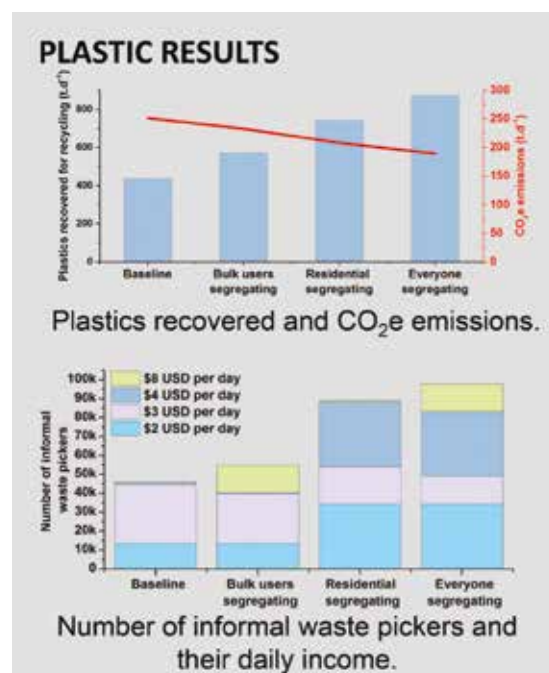 PLASTIC RESULTS
Plastics recovered for recycling (t.d⁻¹)
800
600
400
200
0
300
250
200
150
100
50
0
CO₂e emissions (t.d⁻¹)
Baseline
Bulk users
segregating
Residential
segregating
Everyone
segregating
Plastics recovered and CO₂e emissions.
Number of informal
waste pickers
100k
90k
80k
70k
60k
50k
40k
30k
20k
10k
0
$8 USD per day
$4 USD per day
$3 USD per day
$2 USD per day
Baseline
Bulk users
segregating
Residential
segregating
Everyone
segregating
Number of informal waste pickers and
their daily income.